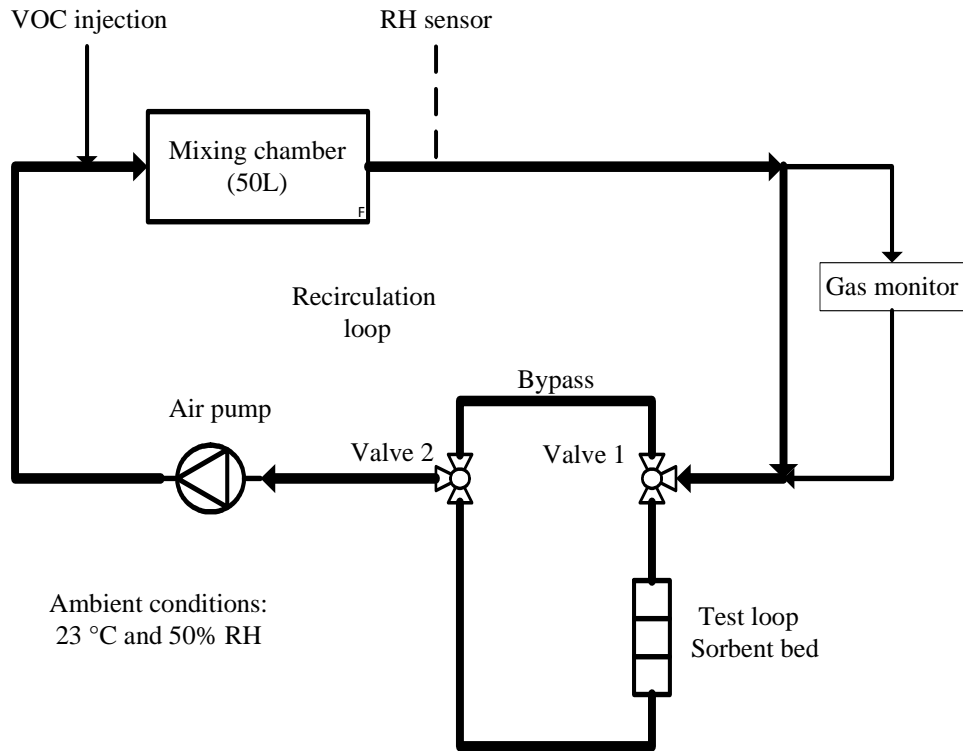 VOC injection
RH sensor
Mixing chamber
(50L)
F
Gas monitor
Recirculation
loop
Bypass
Air pump
Valve 2
Valve 1
Ambient conditions:
23 °C and 50% RH
Test loop
Sorbent bed